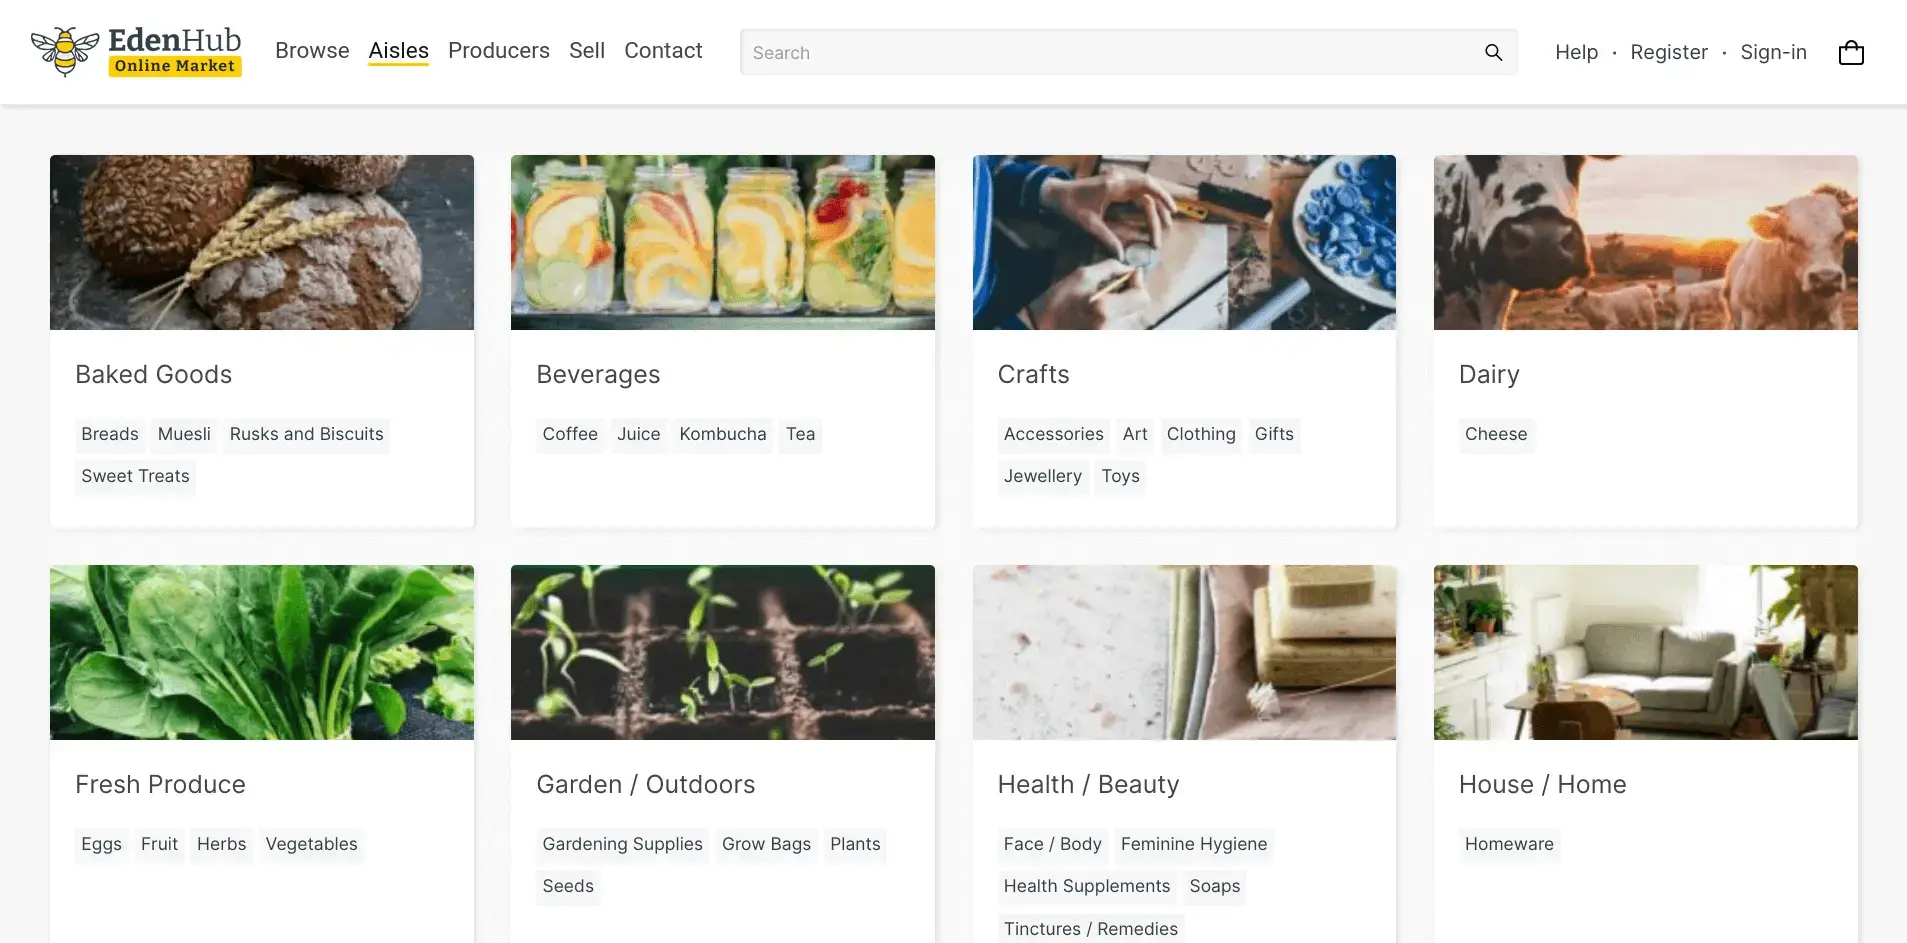 EdenHub
Online Market
Browse Aisles Producers Sell Contact
Search
Help · Register · Sign-in
Baked Goods
Breads Muesli Rusks and Biscuits
Sweet Treats
Beverages
Coffee Juice Kombucha Tea
Crafts
Accessories Art Clothing Gifts
Jewellery Toys
Dairy
Cheese
Fresh Produce
Eggs Fruit Herbs Vegetables
Garden / Outdoors
Gardening Supplies Grow Bags Plants
Seeds
Health / Beauty
Face / Body Feminine Hygiene
Health Supplements Soaps
Tinctures / Remedies
House / Home
Homeware